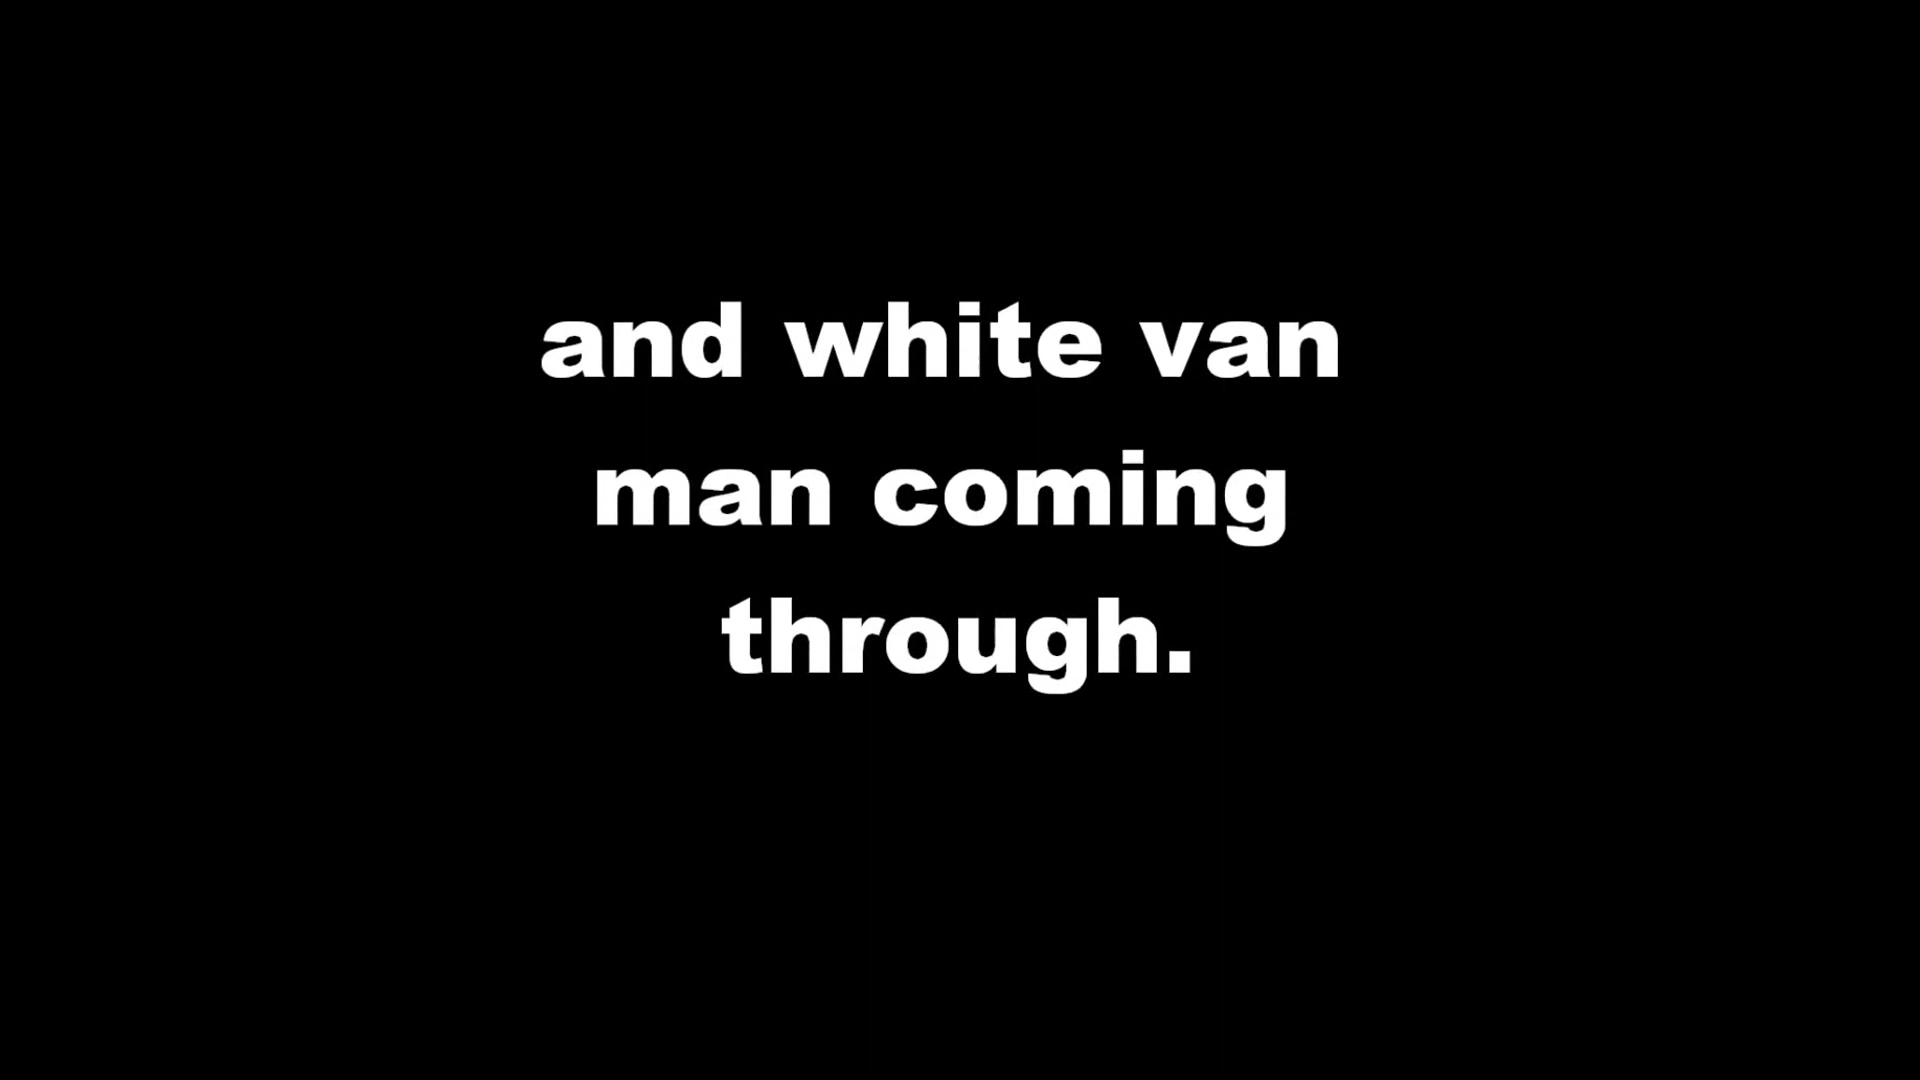 and white van
man coming
through.